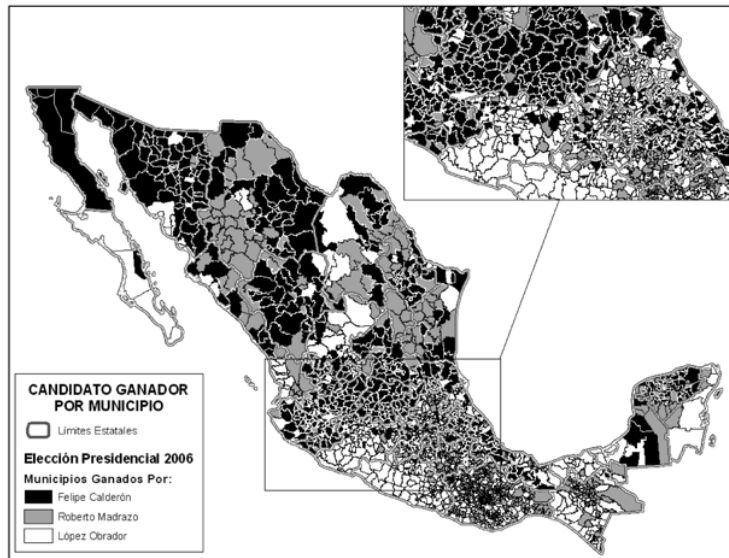 CANDIDATO GANADOR
POR MUNICIPIO
Límites Estatales
Elección Presidencial 2006
Municipios Ganados Por:
Felipe Calderón
Roberto Madrazo
López Obrador